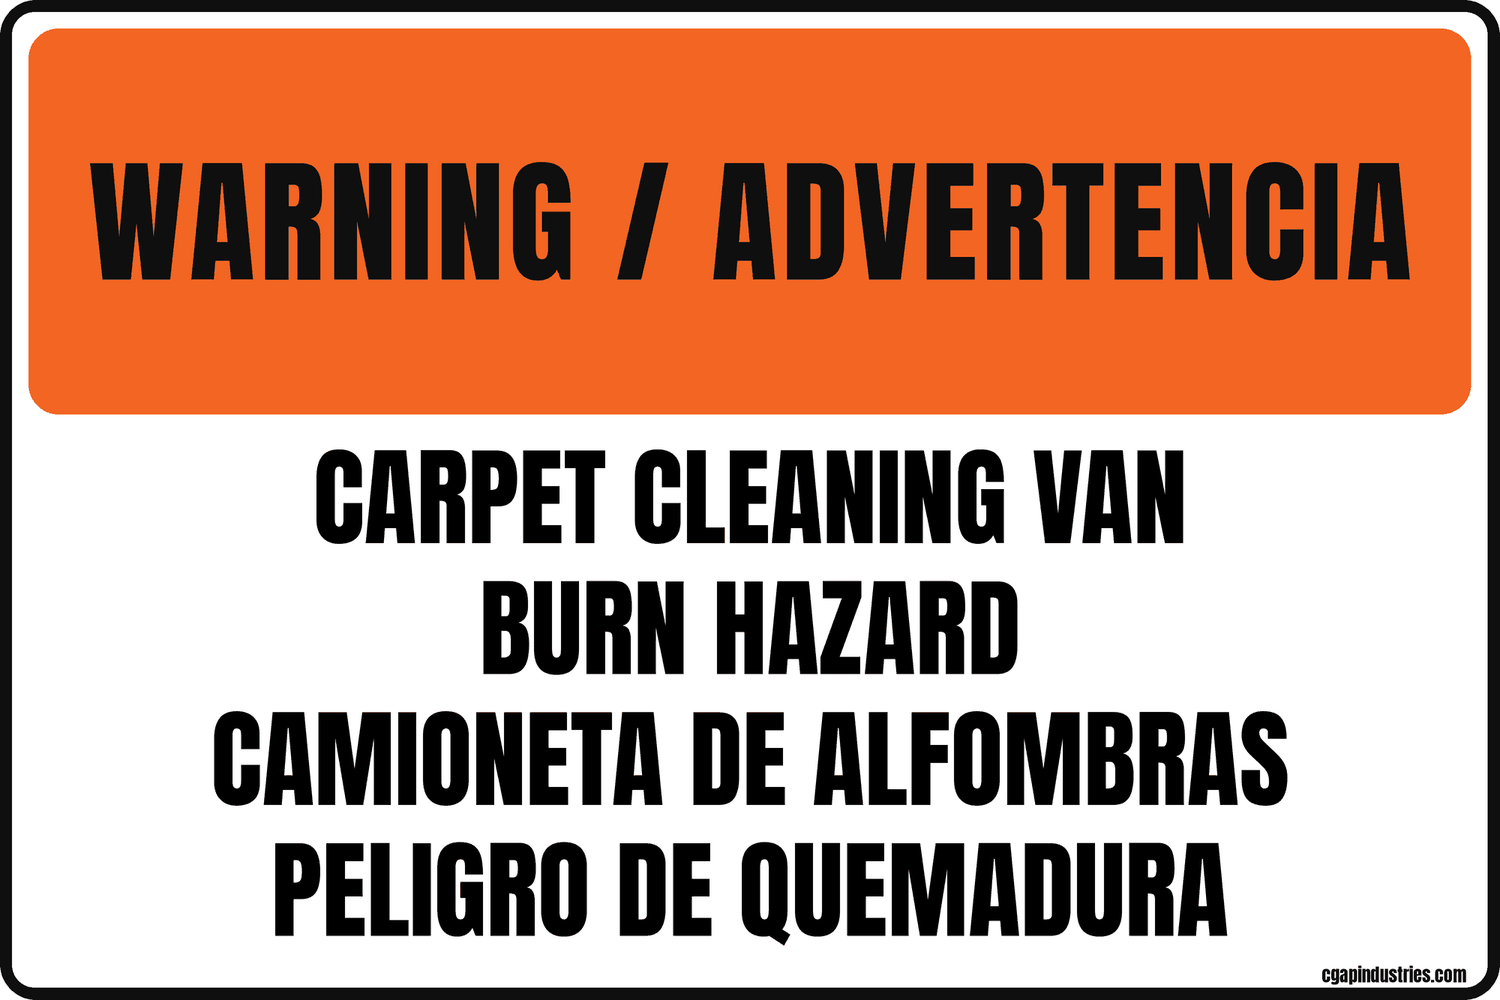 WARNING / ADVERTENCIA
CARPET CLEANING VAN
BURN HAZARD
CAMIONETA DE ALFOMBRAS
PELIGRO DE QUEMADURA
cgapindustries.com